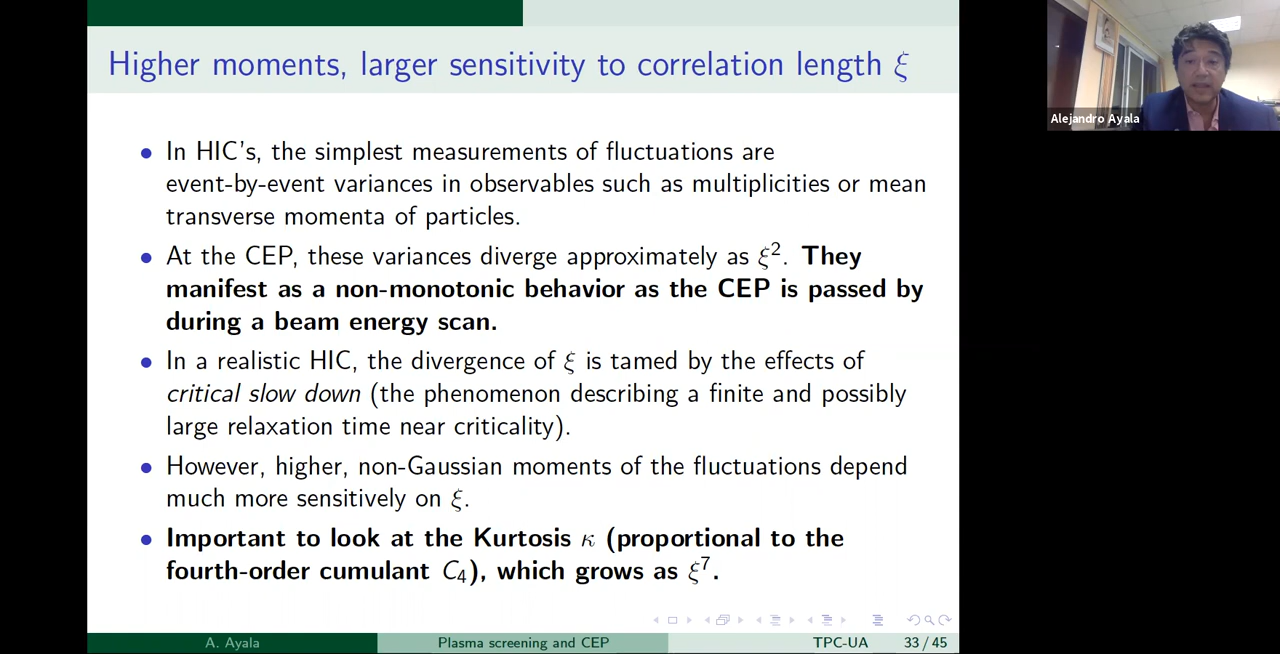 Higher moments, larger sensitivity to correlation length ξ
Alejandro Ayala
• In HIC's, the simplest measurements of fluctuations are
event-by-event variances in observables such as multiplicities or mean
transverse momenta of particles.
• At the CEP, these variances diverge approximately as ξ². They
manifest as a non-monotonic behavior as the CEP is passed by
during a beam energy scan.
• In a realistic HIC, the divergence of ξ is tamed by the effects of
critical slow down (the phenomenon describing a finite and possibly
large relaxation time near criticality).
• However, higher, non-Gaussian moments of the fluctuations depend
much more sensitively on ξ.
• Important to look at the Kurtosis κ (proportional to the
fourth-order cumulant C₄), which grows as ξ⁷.
A. Ayala
Plasma screening and CEP
TPC-UA
33 / 45